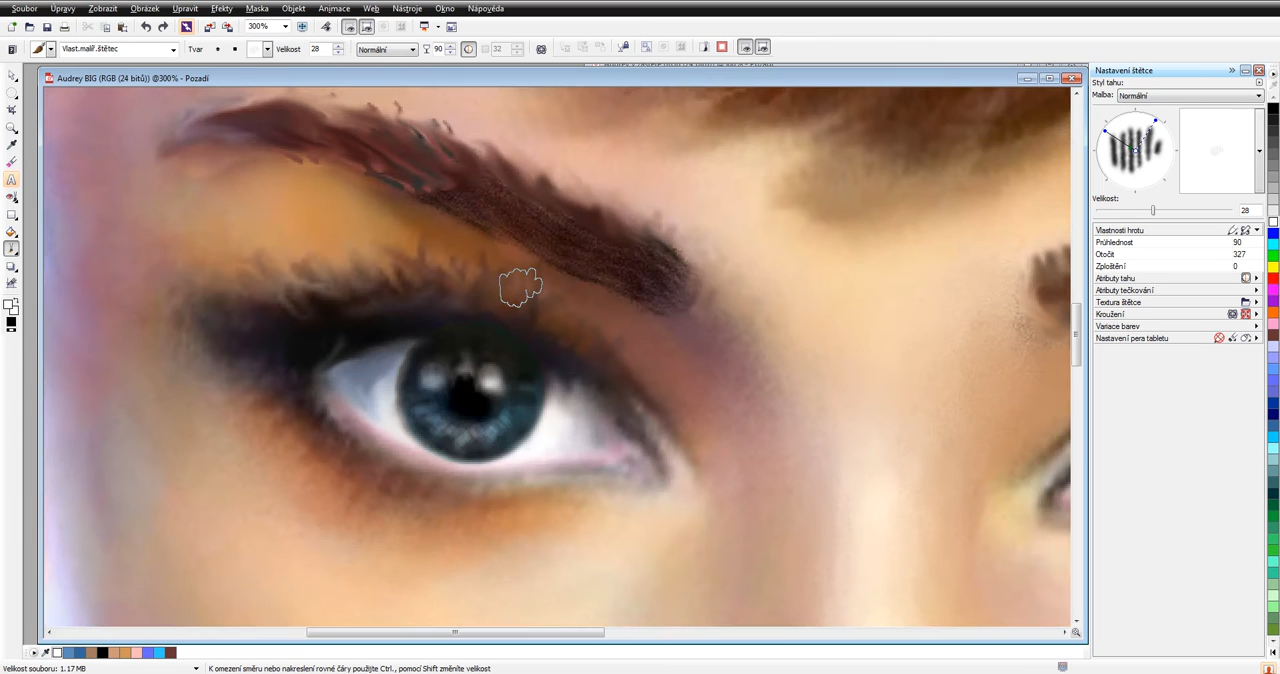 Soubor Úpravy Zobrazit Obrázek Upravit Efekty Maska Objekt Animace Web Nástroje Okno Nápověda
300%
Vlast.malíř.štětec Tvar Velikost 28 Normální 90 32
Audrey BIG (RGB (24 bitů)) @300% - Pozadí
Nastavení štětce
Styl tahu:
Malba: Normální
Velikost:
28
Vlastnosti hrotu
Průhlednost 90
Otočit 327
Zploštění 0
Atributy tahu
Atributy tečkování
Textura štětce
Kroužení
Variace barev
Nastavení pera tabletu
Velikost souboru: 1.17 MB K omezení směru nebo nakreslení rovné čáry použijte Ctrl., pomocí Shift změníte velikost